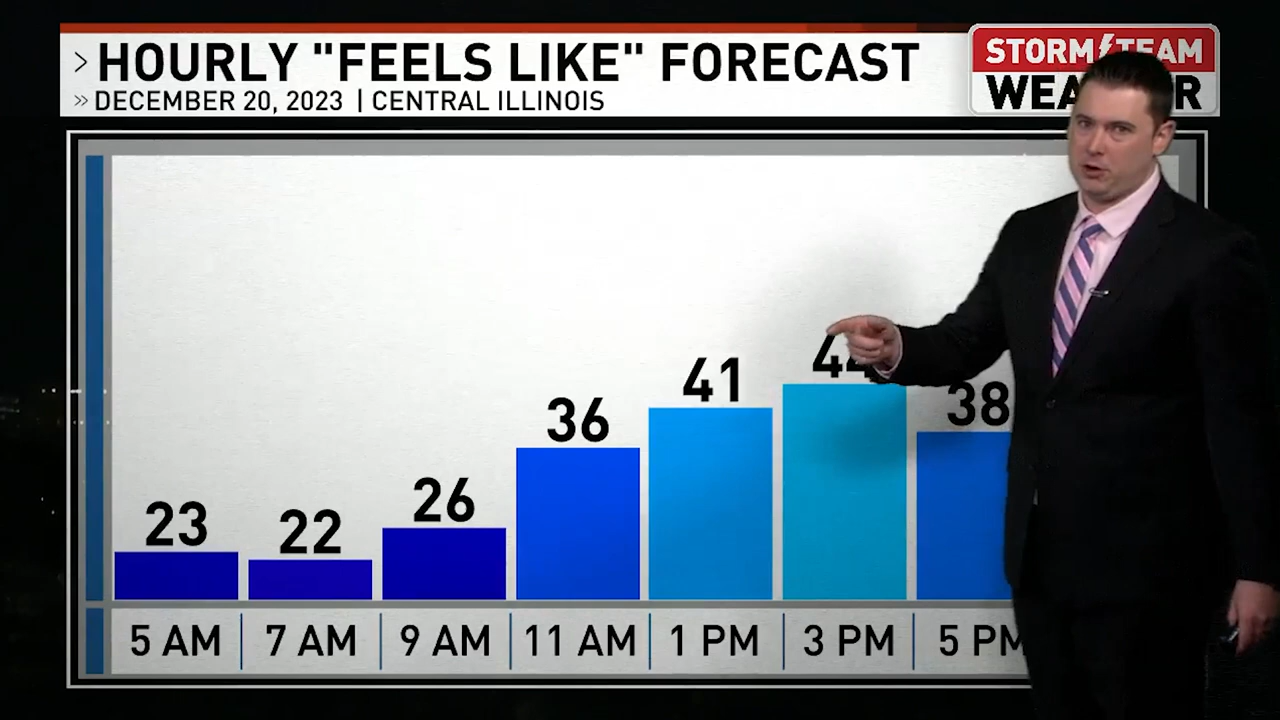 HOURLY "FEELS LIKE" FORECAST
DECEMBER 20, 2023 | CENTRAL ILLINOIS
STORM TEAM
23 22 26 36 41 44 38
5 AM 7 AM 9 AM 11 AM 1 PM 3 PM 5 PM